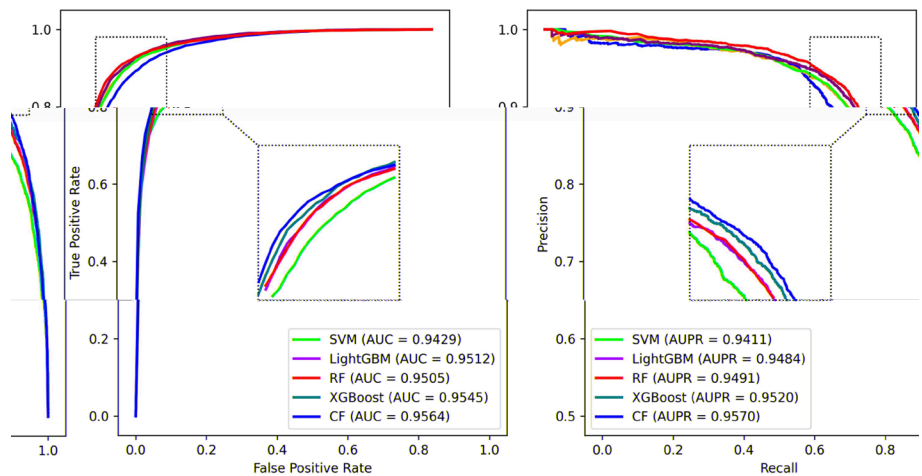 1.0
0.8
0.8
0.6
0.4
0.2
0.0
True Positive Rate
SVM (AUC = 0.9429)
LightGBM (AUC = 0.9512)
RF (AUC = 0.9505)
XGBoost (AUC = 0.9545)
CF (AUC = 0.9564)
1.0
0.0
0.2
0.4
0.6
0.8
1.0
False Positive Rate
1.0
0.9
0.9
0.8
0.7
0.6
0.5
Precision
SVM (AUPR = 0.9411)
LightGBM (AUPR = 0.9484)
RF (AUPR = 0.9491)
XGBoost (AUPR = 0.9520)
CF (AUPR = 0.9570)
0.0
0.2
0.4
0.6
0.8
Recall